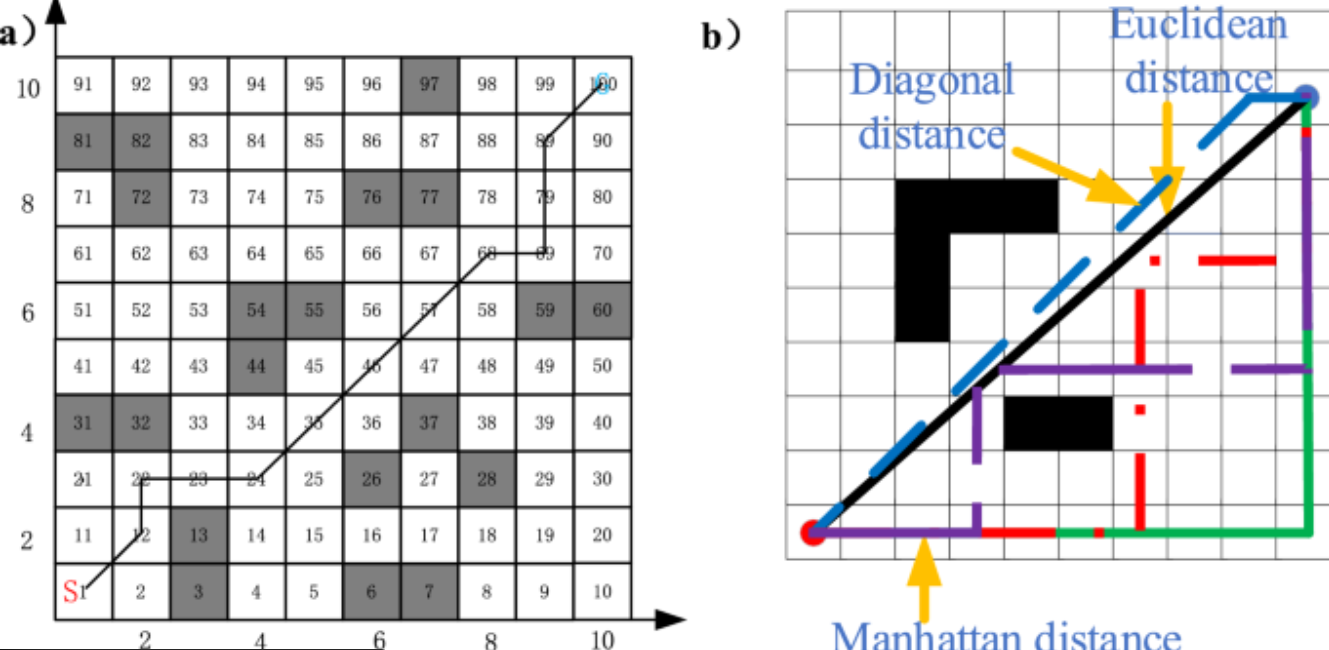 a)
10 91 92 93 94 95 96 97 98 99 100
G
81 82 83 84 85 86 87 88 89 90
8 71 72 73 74 75 76 77 78 79 80
61 62 63 64 65 66 67 68 69 70
6 51 52 53 54 55 56 57 58 59 60
41 42 43 44 45 46 47 48 49 50
4 31 32 33 34 35 36 37 38 39 40
21 22 23 24 25 26 27 28 29 30
2 11 12 13 14 15 16 17 18 19 20
S 1 2 3 4 5 6 7 8 9 10
2 4 6 8 10
b)
Euclidean
distance
Diagonal
distance
Manhattan distance